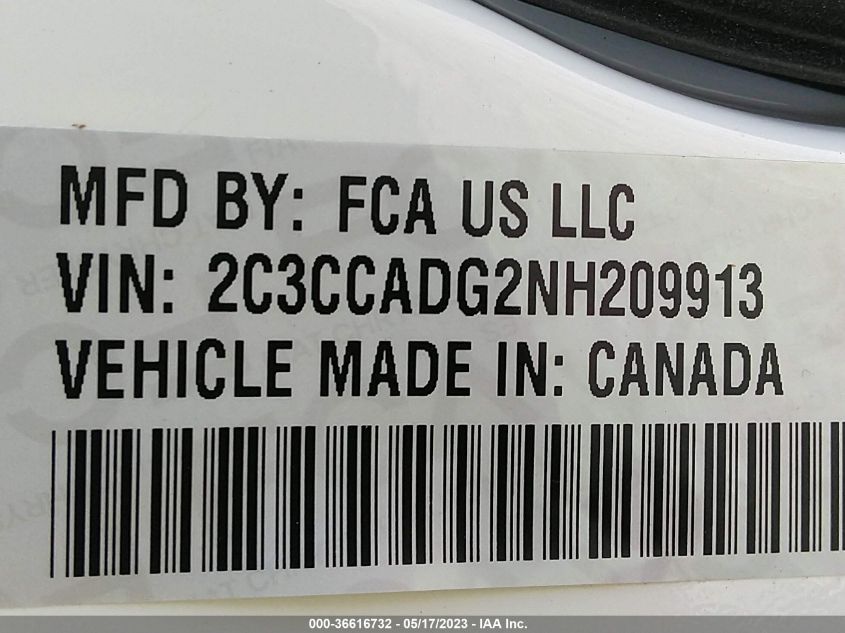 MFD BY: FCA US LLC
VIN: 2C3CCADG2NH209913
VEHICLE MADE IN: CANADA
000-36616732 - 05/17/2023 - IAA Inc.